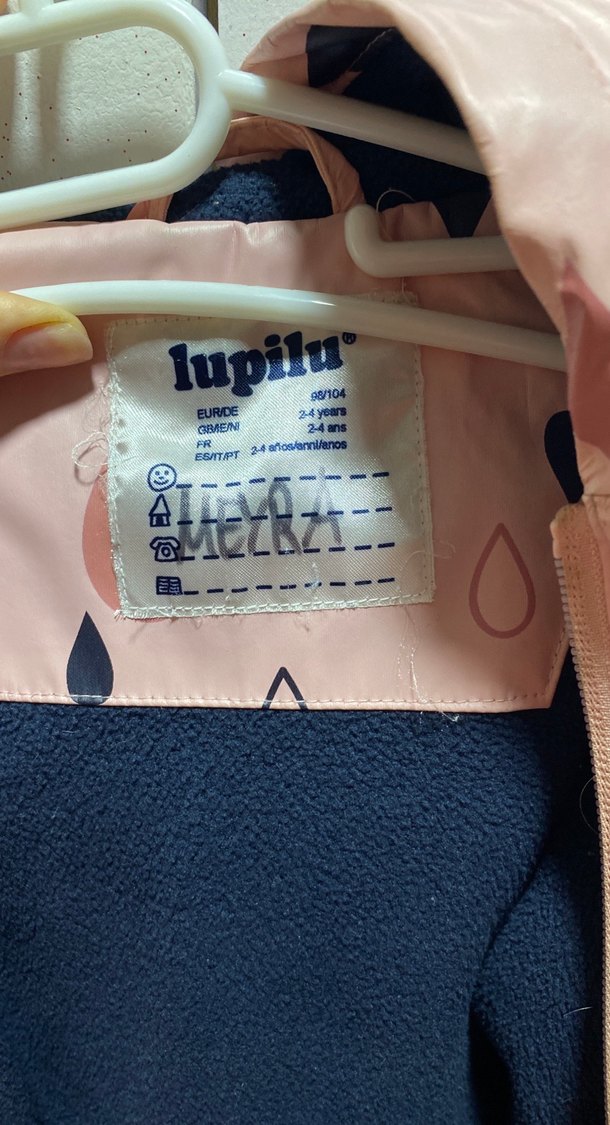 lupilu®
98/104
EUR/DE 2-4 years
GB/IE/NI 2-4 ans
FR
ES/IT/PT 2-4 años/anni/anos
MEYRA